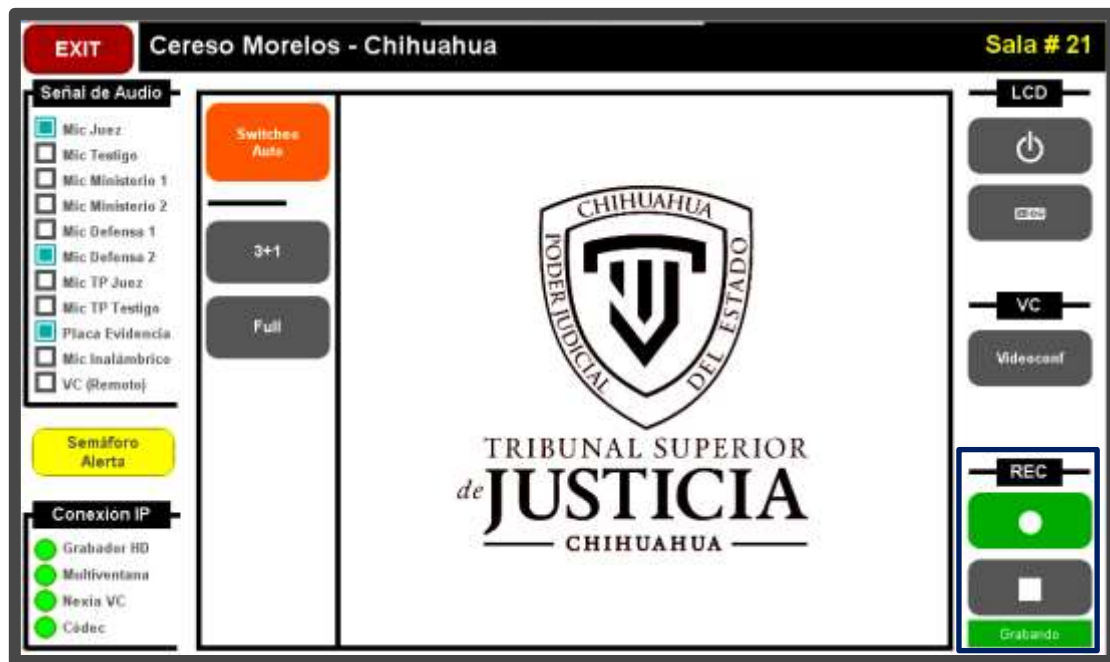 EXIT
Cereso Morelos - Chihuahua
Sala # 21
Señal de Audio
Mic Juez
Mic Testigo
Mic Ministerio 1
Mic Ministerio 2
Mic Defensa 1
Mic Defensa 2
Mic TP Juez
Mic TP Testigo
Placa Evidencia
Mic Inalámbrico
VC (Remoto)
Semáforo
Alerta
Conexión IP
Grabador HD
Multiventana
Nexia VC
Códec
Switcheo
Auto
3+1
Full
CHIHUAHUA
PODER JUDICIAL
DEL ESTADO
TRIBUNAL SUPERIOR
de JUSTICIA
CHIHUAHUA
LCD
VC
Videoconf
REC
Grabando